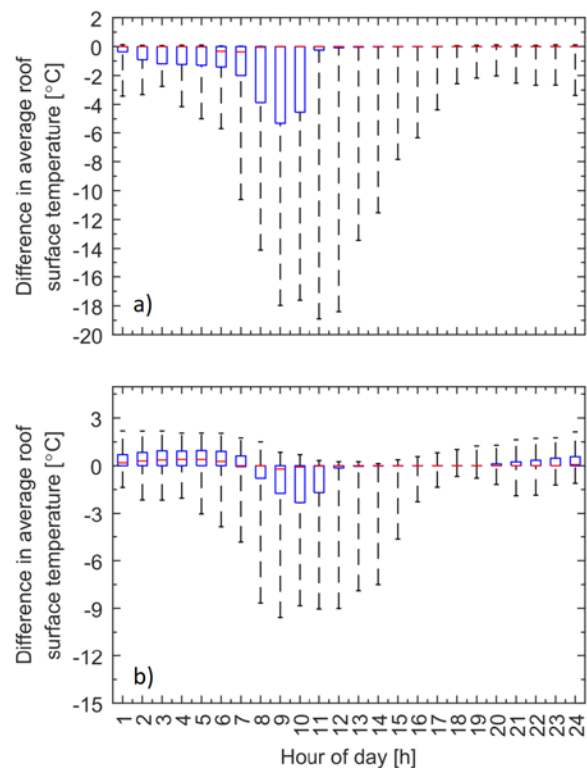 2
0
-2
-4
-6
-8
-10
-12
-14
-16
-18
-20
Difference in average roof
surface temperature [°C]
a)
3
0
-3
-6
-9
-12
-15
Difference in average roof
surface temperature [°C]
b)
1 2 3 4 5 6 7 8 9 10 11 12 13 14 15 16 17 18 19 20 21 22 23 24
Hour of day [h]